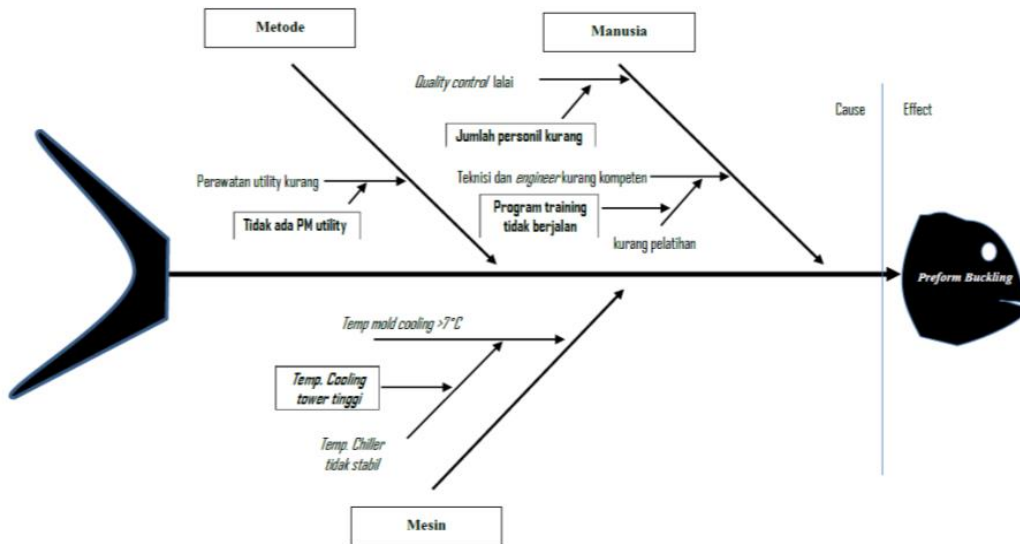 Metode
Manusia
Quality control lalai
Jumlah personil kurang
Cause
Effect
Perawatan utility kurang
Tidak ada PM utility
Teknisi dan engineer kurang kompeten
Program training
tidak berjalan
kurang pelatihan
Preform Buckling
Temp mold cooling >7°C
Temp. Cooling
tower tinggi
Temp. Chiller
tidak stabil
Mesin